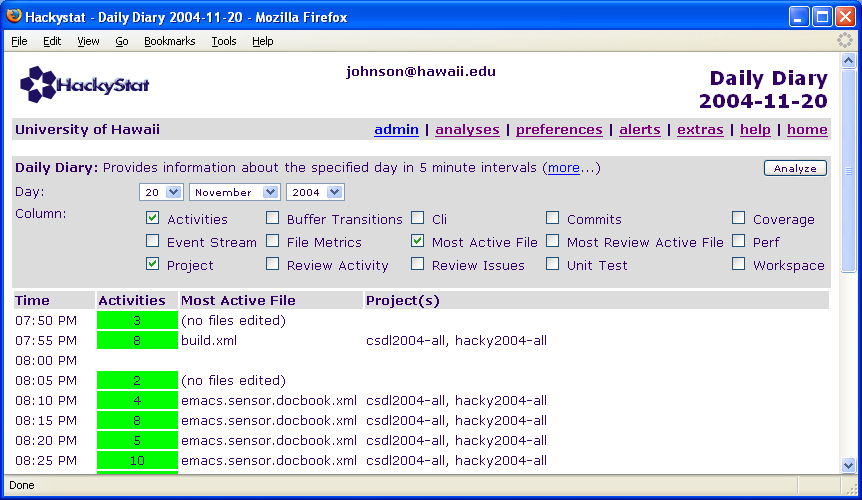 Hackystat - Daily Diary 2004-11-20 - Mozilla Firefox
File Edit View Go Bookmarks Tools Help
HackyStat
johnson@hawaii.edu
Daily Diary
2004-11-20
University of Hawaii
admin | analyses | preferences | alerts | extras | help | home
Daily Diary: Provides information about the specified day in 5 minute intervals (more...)
Analyze
Day: 20 November 2004
Column:
Activities Buffer Transitions Cli Commits Coverage
Event Stream File Metrics Most Active File Most Review Active File Perf
Project Review Activity Review Issues Unit Test Workspace
Time Activities Most Active File Project(s)
07:50 PM 3 (no files edited)
07:55 PM 8 build.xml csdl2004-all, hacky2004-all
08:00 PM
08:05 PM 2 (no files edited)
08:10 PM 4 emacs.sensor.docbook.xml csdl2004-all, hacky2004-all
08:15 PM 8 emacs.sensor.docbook.xml csdl2004-all, hacky2004-all
08:20 PM 5 emacs.sensor.docbook.xml csdl2004-all, hacky2004-all
08:25 PM 10 emacs.sensor.docbook.xml csdl2004-all, hacky2004-all
Done